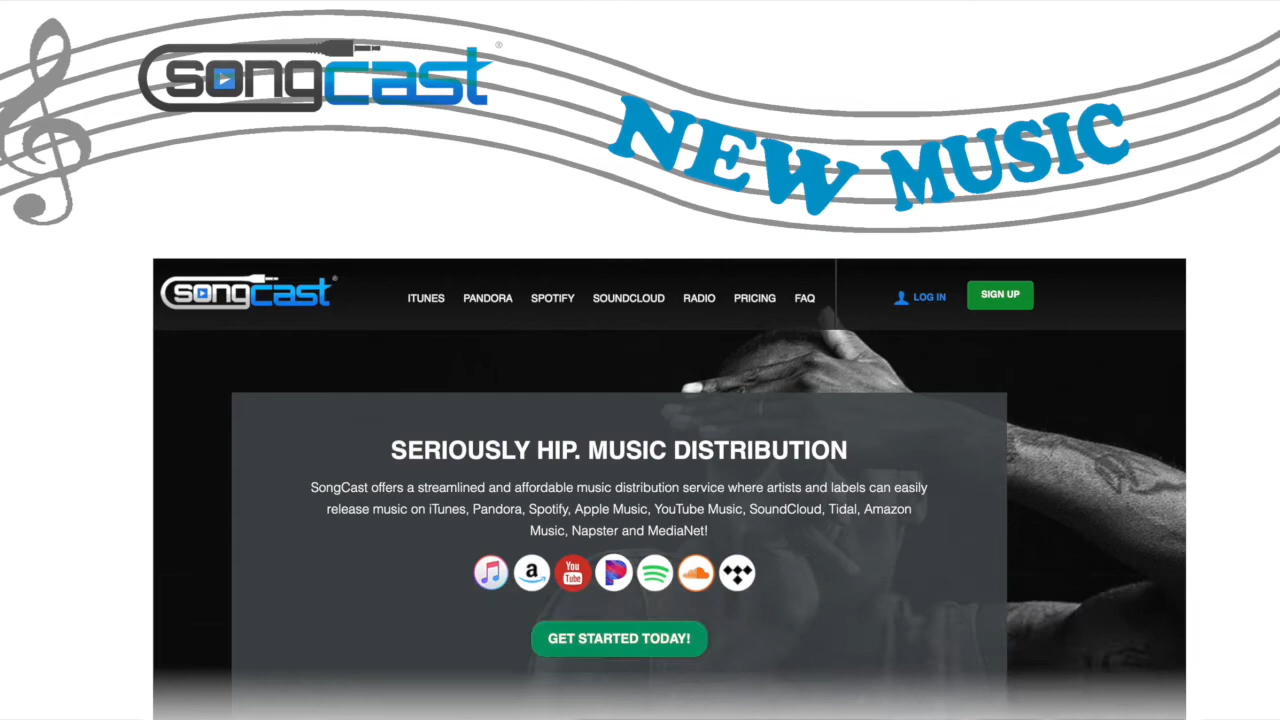 songcast®
NEW MUSIC
songcast®
ITUNES PANDORA SPOTIFY SOUNDCLOUD RADIO PRICING FAQ LOG IN SIGN UP
SERIOUSLY HIP. MUSIC DISTRIBUTION
SongCast offers a streamlined and affordable music distribution service where artists and labels can easily
release music on iTunes, Pandora, Spotify, Apple Music, YouTube Music, SoundCloud, Tidal, Amazon
Music, Napster and MediaNet!
a You Tube
GET STARTED TODAY!